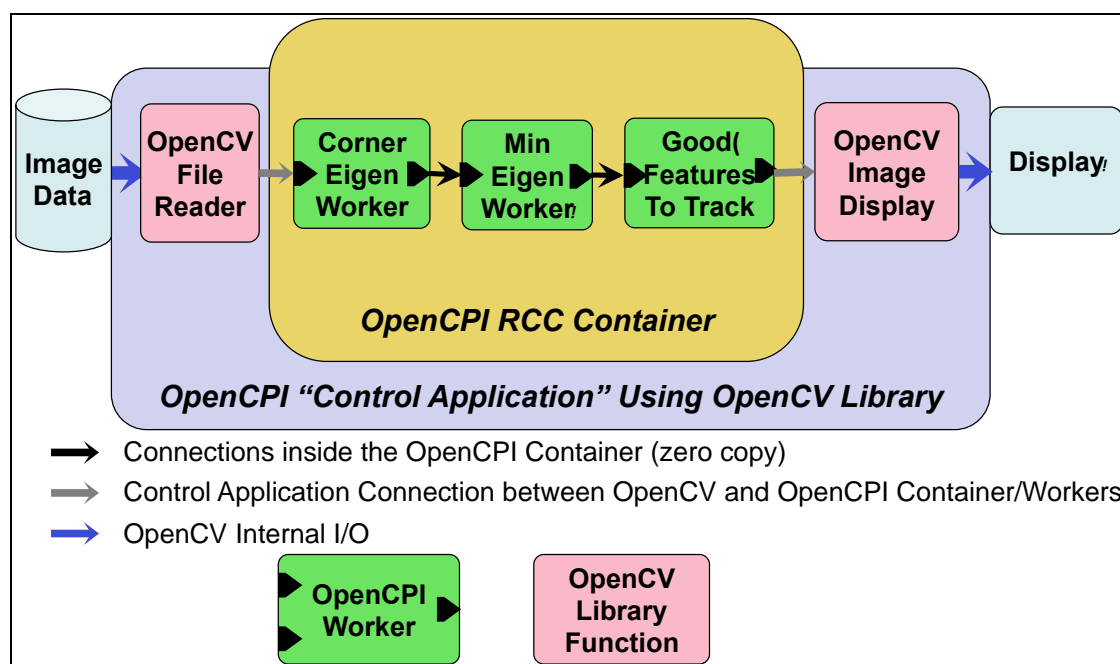 Image
Data
OpenCV
File
Reader
Corner
Eigen
Worker
Min
Eigen
Worker
Good(
Features
To Track
OpenCV
Image
Display
Display
OpenCPI RCC Container
OpenCPI “Control Application” Using OpenCV Library
Connections inside the OpenCPI Container (zero copy)
Control Application Connection between OpenCV and OpenCPI Container/Workers
OpenCV Internal I/O
OpenCPI
Worker
OpenCV
Library
Function